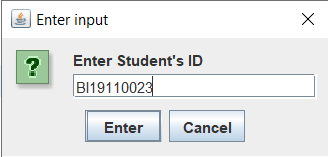 Enter input
Enter Student's ID
BI19110023
Enter Cancel